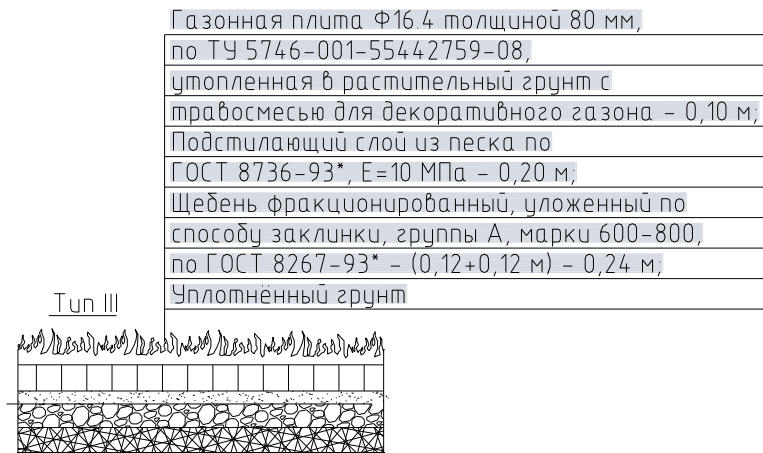 Газонная плита Ф16.4 толщиной 80 мм,
по ТУ 5746-001-55442759-08,
утопленная в растительный грунт с
травосмесью для декоративного газона - 0,10 м;
Подстилающий слой из песка по
ГОСТ 8736-93*, Е=10 МПа - 0,20 м;
Щебень фракционированный, уложенный по
способу заклинки, группы А, марки 600-800,
по ГОСТ 8267-93* - (0,12+0,12 м) - 0,24 м;
Уплотнённый грунт
Тип III